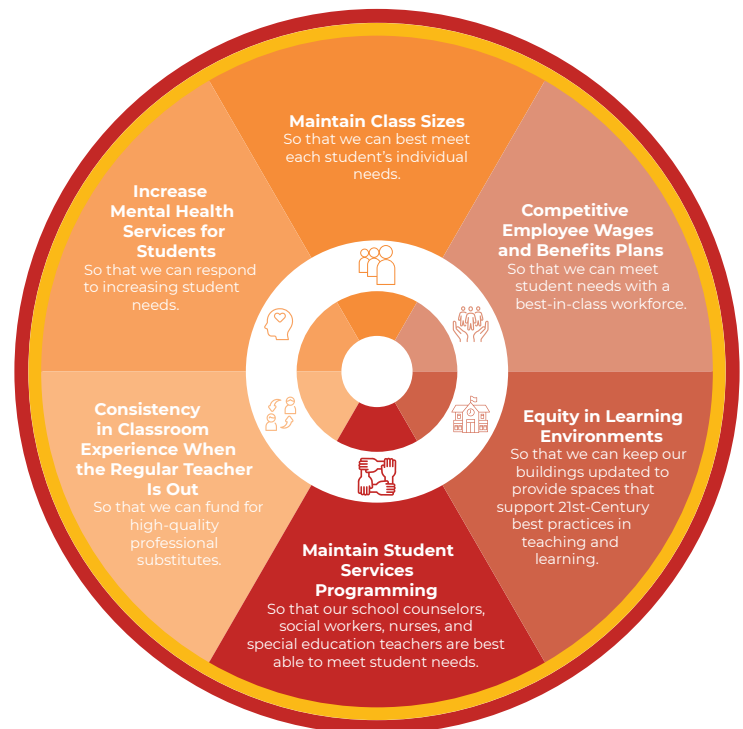 Maintain Class Sizes
So that we can best meet
each student's individual
needs.
Competitive
Employee Wages
and Benefits Plans
So that we can meet
student needs with a
best-in-class workforce.
Equity in Learning
Environments
So that we can keep our
buildings updated to
provide spaces that
support 21st-Century
best practices in
teaching and
learning.
Maintain Student
Services
Programming
So that our school counselors,
social workers, nurses, and
special education teachers are best
able to meet student needs.
Consistency
in Classroom
Experience When
the Regular Teacher
Is Out
So that we can fund for
high-quality
professional
substitutes.
Increase
Mental Health
Services for
Students
So that we can respond
to increasing student
needs.